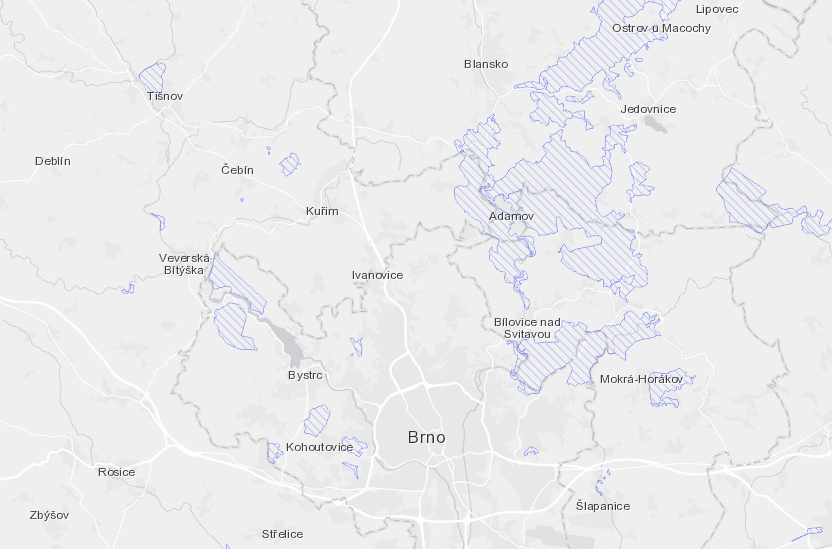 Lipovec
Ostrov u Macochy
Blansko
Tišnov
Jedovnice
Deblín
Čebín
Kuřim
Adamov
Veverská
Bítýška
Ivanovice
Bílovice nad
Svitavou
Bystrc
Mokrá-Horákov
Brno
Kohoutovice
Rosice
Šlapanice
Zbýšov
Střelice